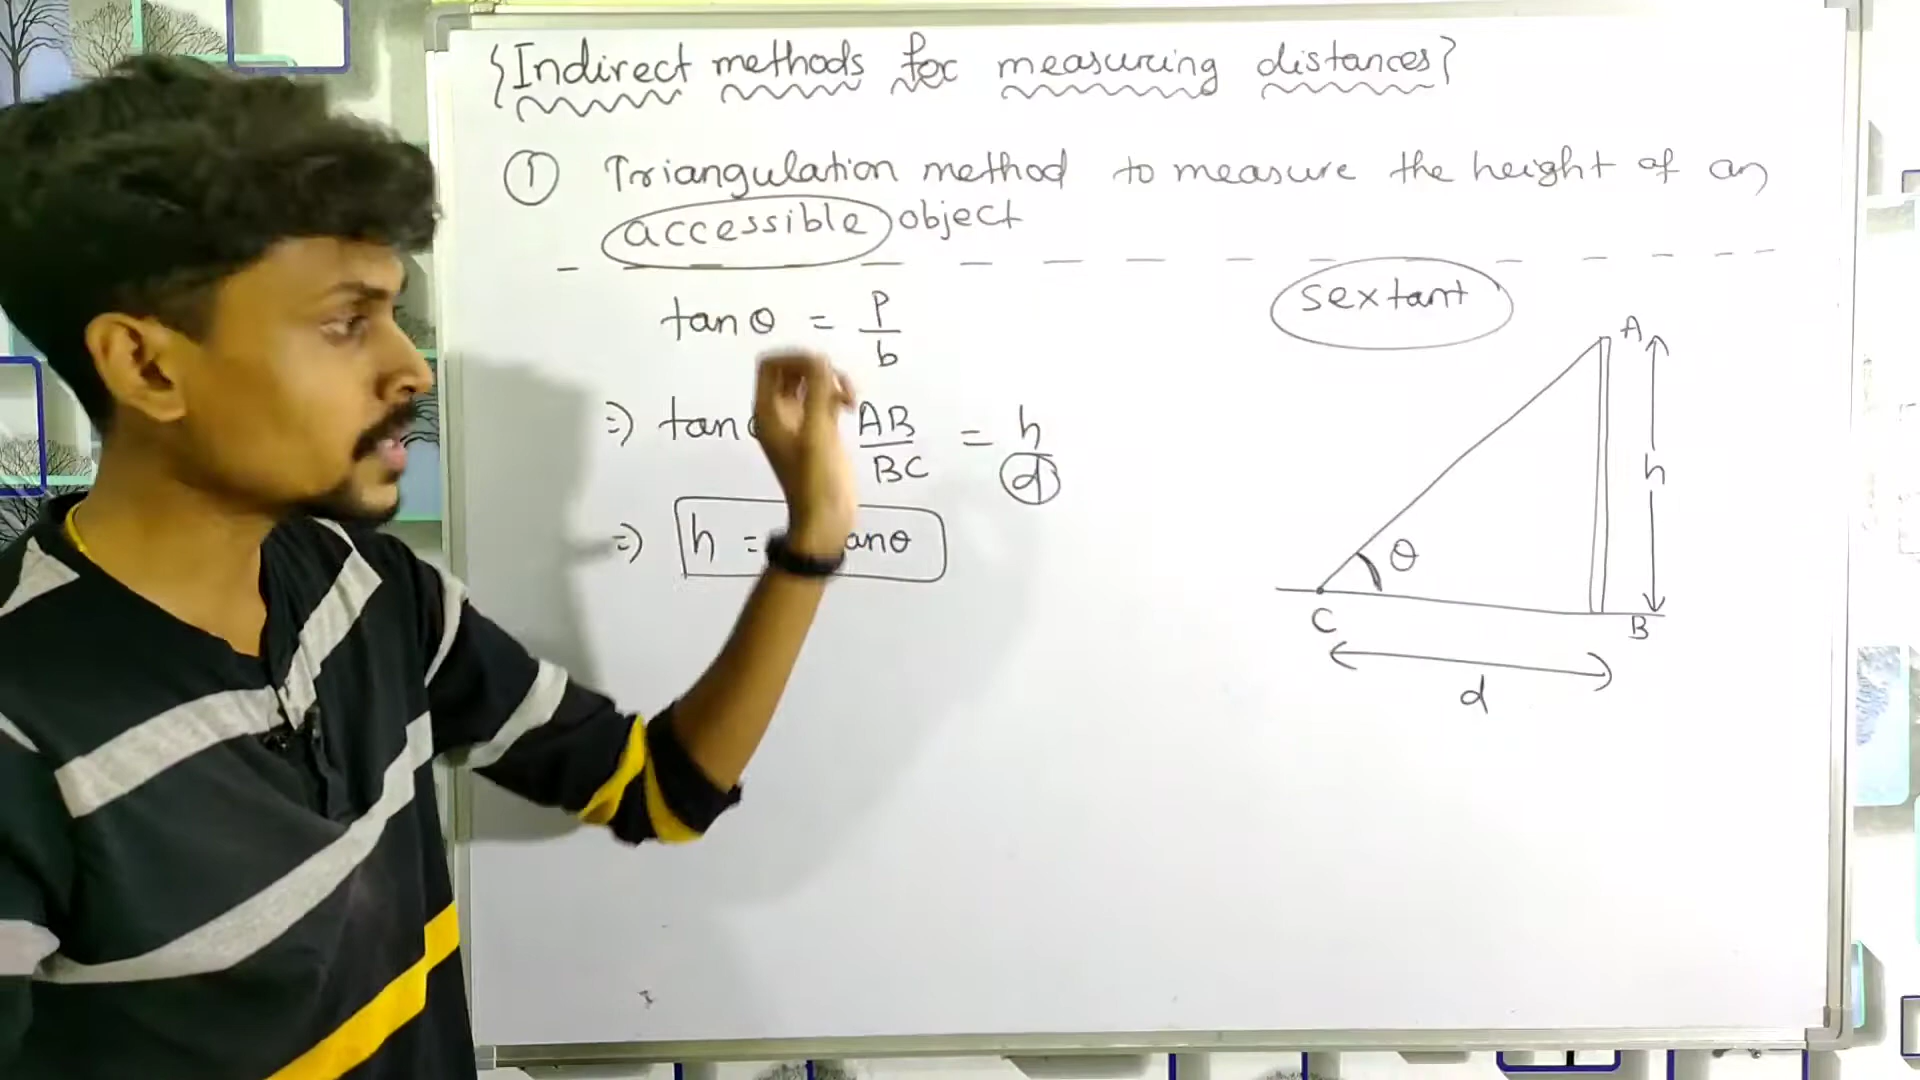 {Indirect methods for measuring distances}
① Triangulation method to measure the height of an
accessible object
sextant
tan θ = P/b
⇒ tan AB/BC = h/d
⇒ h = anθ
A
h
θ
C
B
d